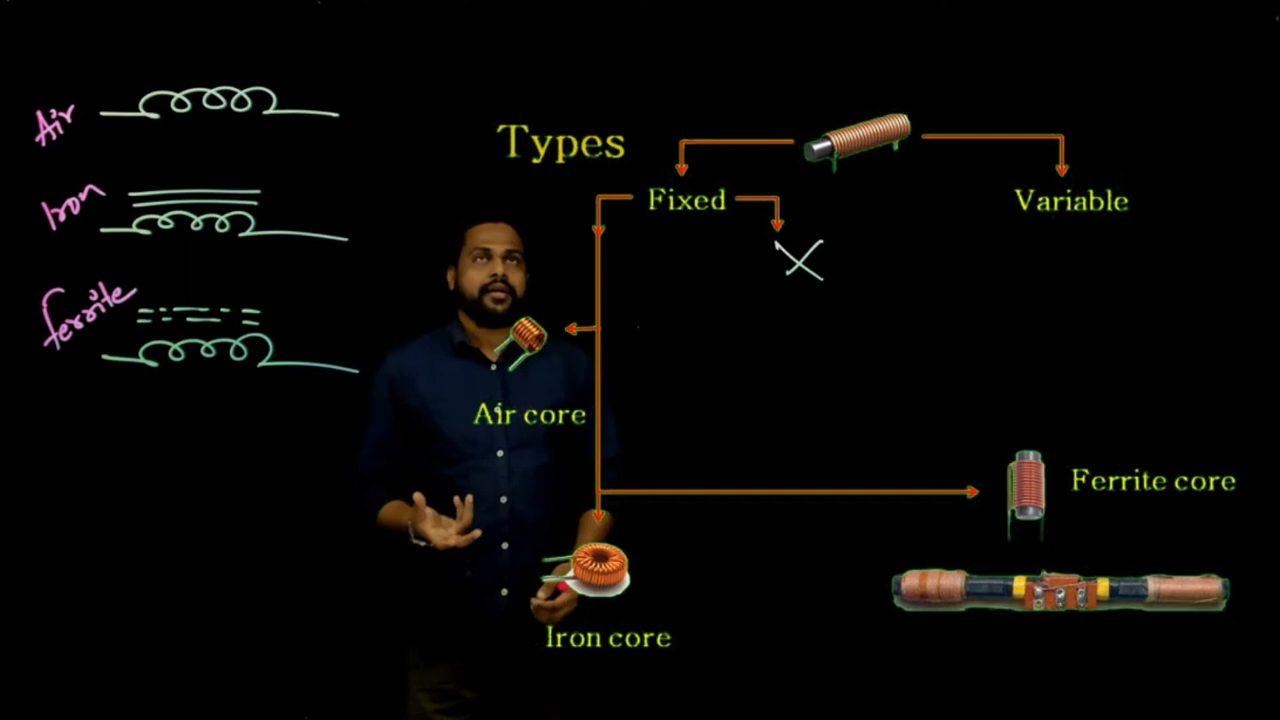 Air
Iron
ferrite
Types
Fixed
Variable
Air core
Ferrite core
Iron core